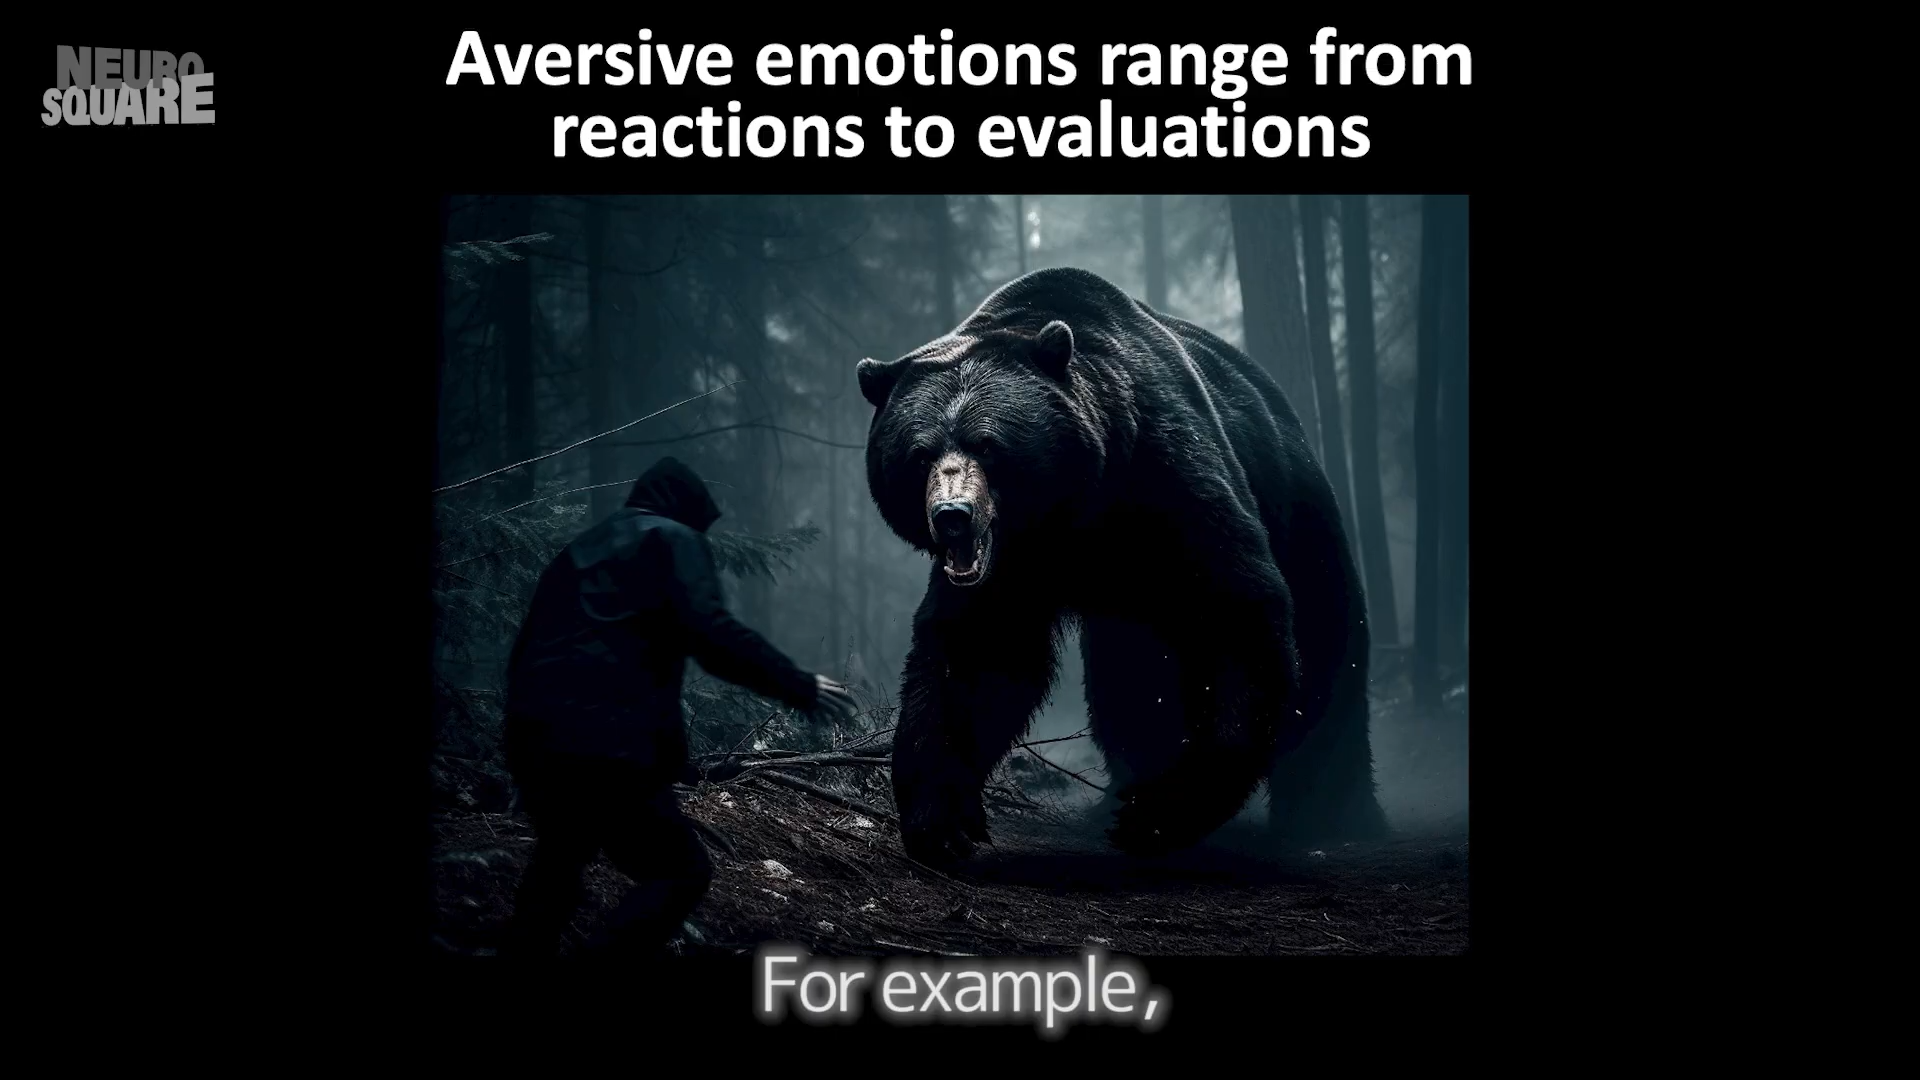 NEURO
SQUARE
Aversive emotions range from
reactions to evaluations
For example,